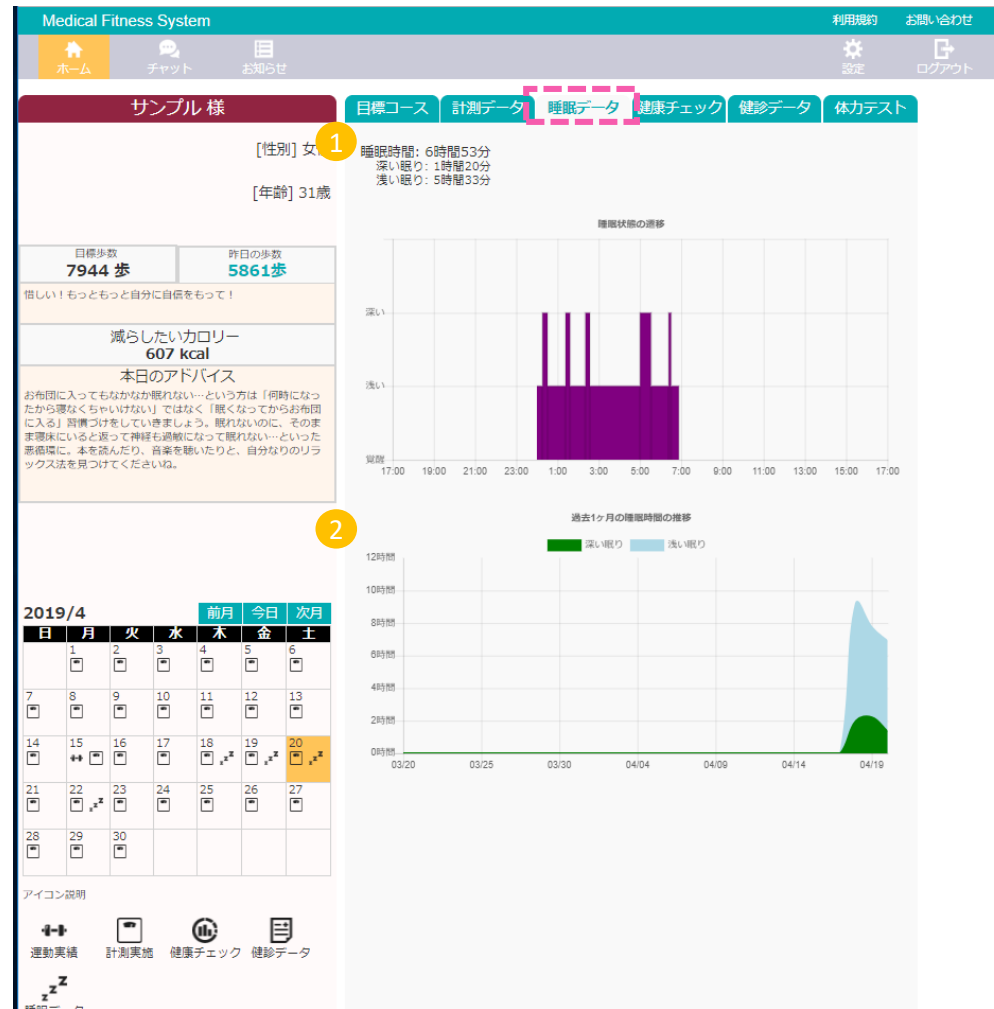 Medical Fitness System
利用規約 お問い合わせ
ホーム チャット お知らせ 設定 ログアウト
サンプル 様
目標コース 計測データ 睡眠データ 健康チェック 健診データ 体力テスト
1
[性別] 女
[年齢] 31歳
睡眠時間: 6時間53分
深い眠り: 1時間20分
浅い眠り: 5時間33分
目標歩数
7944 歩
昨日の歩数
5861歩
惜しい！もっともっと自分に自信をもって！
減らしたいカロリー
607 kcal
本日のアドバイス
お布団に入ってもなかなか眠れない…という方は「何時になっ
たから寝なくちゃいけない」ではなく「眠くなってからお布団
に入る」習慣づけをしていきましょう。眠れないのに、そのま
ま寝床にいると返って神経も過敏になって眠れない…といった
悪循環に。本を読んだり、音楽を聴いたりと、自分なりのリラ
ックス法を見つけてくださいね。
睡眠状態の遷移
深い
浅い
覚醒
17:00 19:00 21:00 23:00 1:00 3:00 5:00 7:00 9:00 11:00 13:00 15:00 17:00
2
過去1ヶ月の睡眠時間の推移
深い眠り 浅い眠り
12時間
10時間
8時間
6時間
4時間
2時間
0時間
03/20 03/25 03/30 04/04 04/09 04/14 04/19
2019/4 前月 今日 次月
日 月 火 水 木 金 土
1 2 3 4 5 6
7 8 9 10 11 12 13
14 15 16 17 18 19 20
21 22 23 24 25 26 27
28 29 30
アイコン説明
運動実績 計測実施 健康チェック 健診データ
zzZ
睡眠データ